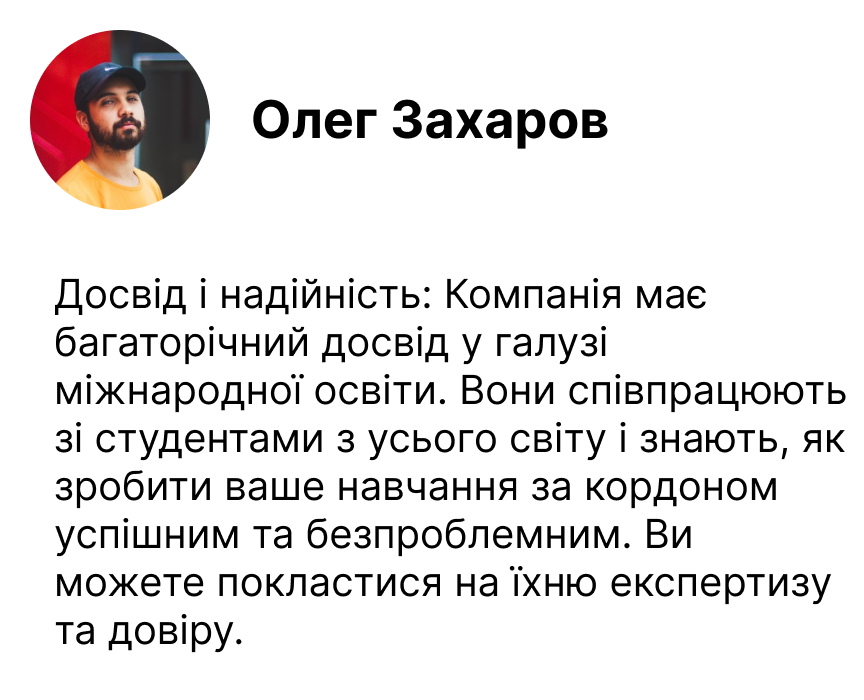 Олег Захаров
Досвід і надійність: Компанія має
багаторічний досвід у галузі
міжнародної освіти. Вони співпрацюють
зі студентами з усього світу і знають, як
зробити ваше навчання за кордоном
успішним та безпроблемним. Ви
можете покластися на їхню експертизу
та довіру.